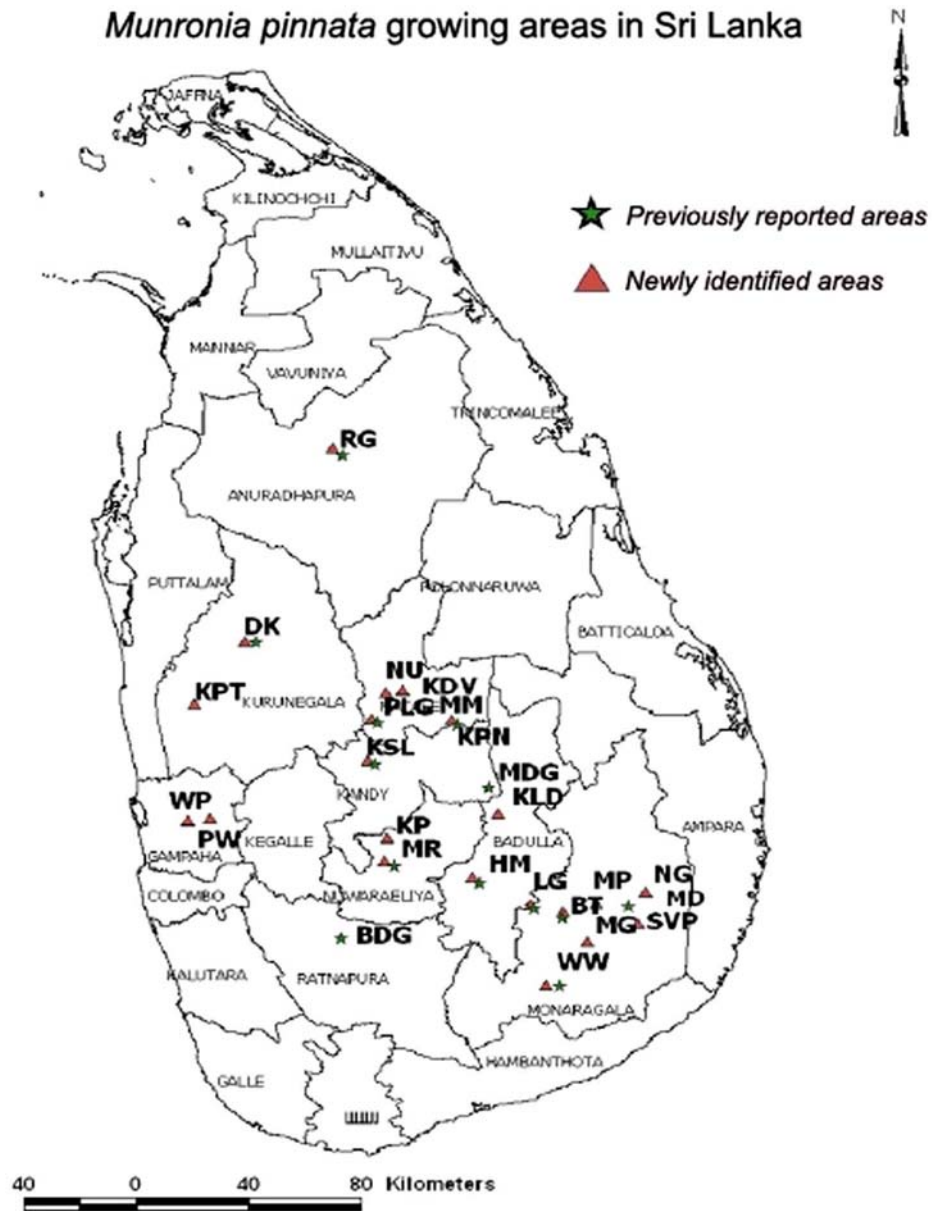 Munronia pinnata growing areas in Sri Lanka
N
JAFFNA
KILINOCHCHI
Previously reported areas
MULLAITIVU
Newly identified areas
MANNAR
VAVUNIYA
TRINCOMALEE
RG
ANURADHAPURA
PUTTALAM
POLONNARUWA
DK
BATTICALOA
NU
KPT
KURUNEGALA
KDV
PLG
MM
KPN
KSL
MDG
KANDY
KLD
WP
KP
AMPARA
PW
KEGALLE
MR
BADULLA
GAMPAHA
HM
NG
LG
MP
COLOMBO
NUWARAELIYA
MD
BT
MG
SVP
BDG
WW
KALUTARA
RATNAPURA
MONARAGALA
HAMBANTHOTA
GALLE
40 0 40 80 Kilometers